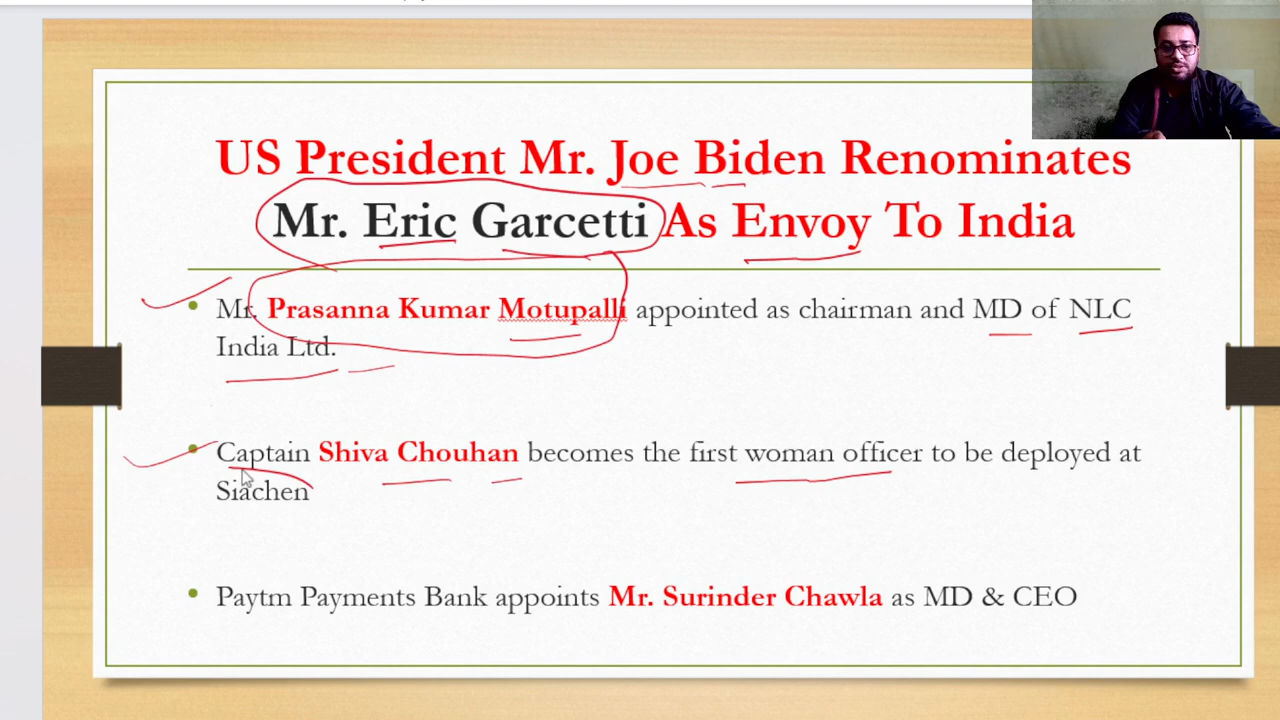 US President Mr. Joe Biden Renominates
Mr. Eric Garcetti As Envoy To India
Mr. Prasanna Kumar Motupalli appointed as chairman and MD of NLC
India Ltd.
Captain Shiva Chouhan becomes the first woman officer to be deployed at
Siachen
Paytm Payments Bank appoints Mr. Surinder Chawla as MD & CEO